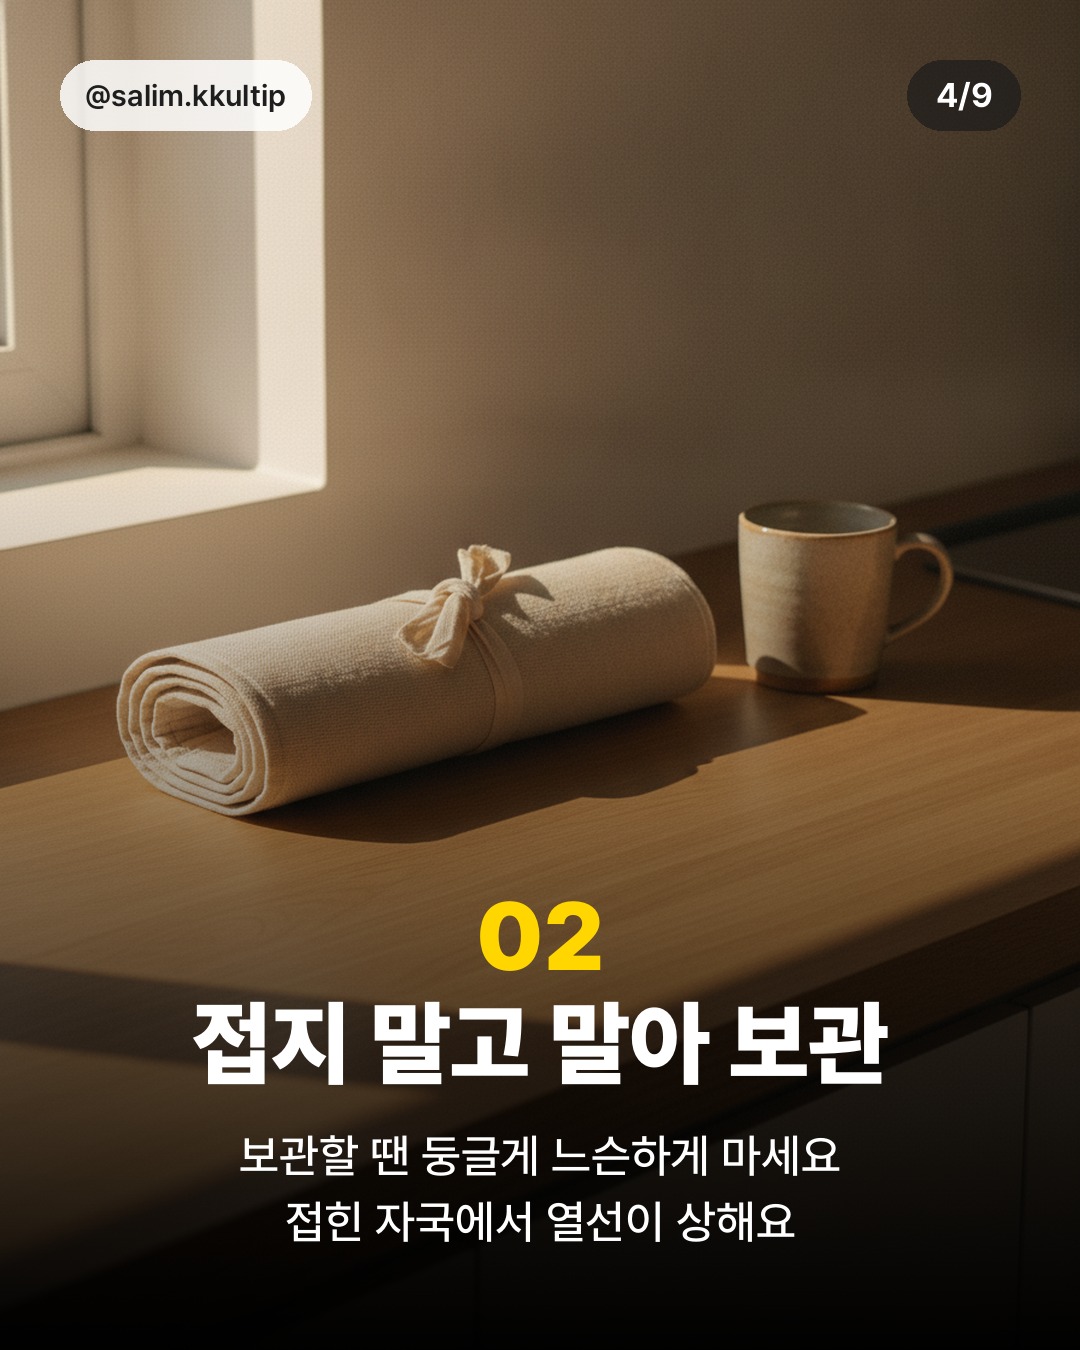 @salim.kkultip
4/9
02
접지 말고 말아 보관
보관할 땐 둥글게 느슨하게 마세요
접힌 자국에서 열선이 상해요